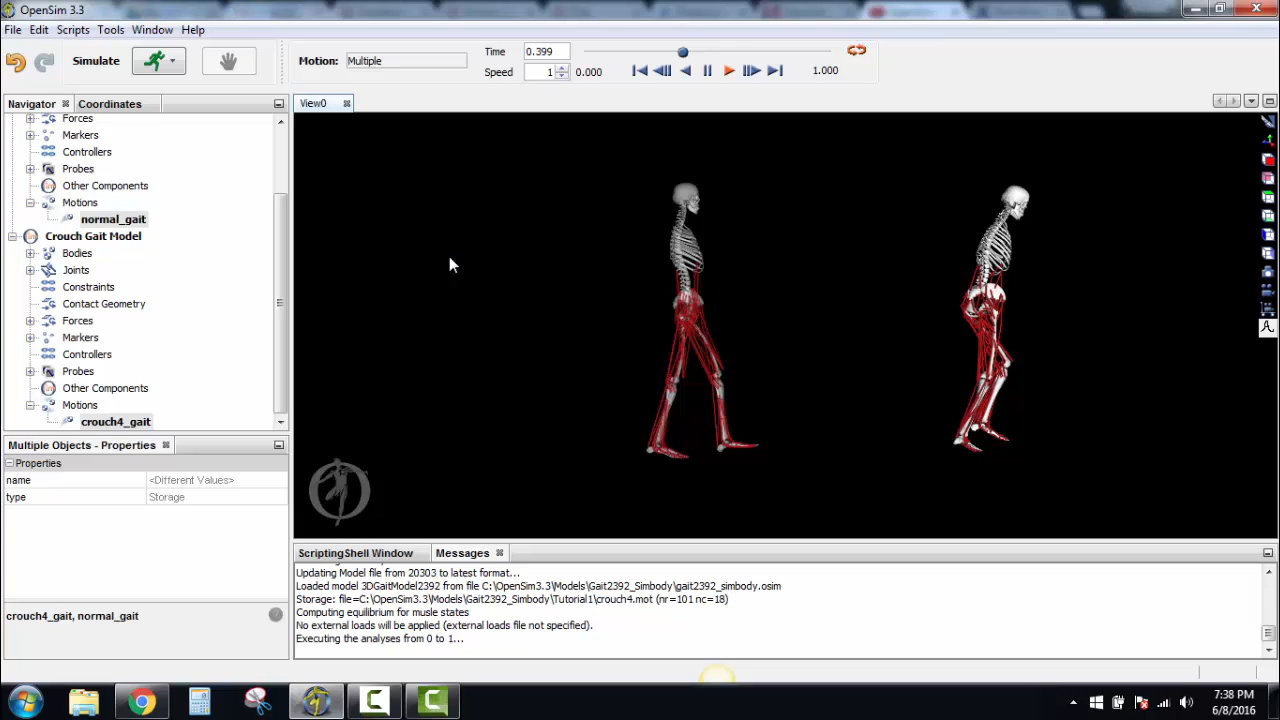 OpenSim 3.3
File Edit Scripts Tools Window Help
Simulate
Motion: Multiple
Time 0.399
Speed 1 0.000 1.000
Navigator Coordinates
View0
Forces
Markers
Controllers
Probes
Other Components
Motions
normal_gait
Crouch Gait Model
Bodies
Joints
Constraints
Contact Geometry
Forces
Markers
Controllers
Probes
Other Components
Motions
crouch4_gait
Multiple Objects - Properties
Properties
name <Different Values>
type Storage
crouch4_gait, normal_gait
ScriptingShell Window Messages
Updating Model file from 20303 to latest format...
Loaded model 3DGaitModel2392 from file C:\OpenSim3.3\Models\Gait2392_Simbody\gait2392_simbody.osim
Storage: file=C:\OpenSim3.3\Models\Gait2392_Simbody\Tutorial1\crouch4.mot (nr=101 nc=18)
Computing equilibrium for musle states
No external loads will be applied (external loads file not specified).
Executing the analyses from 0 to 1...
7:38 PM
6/8/2016